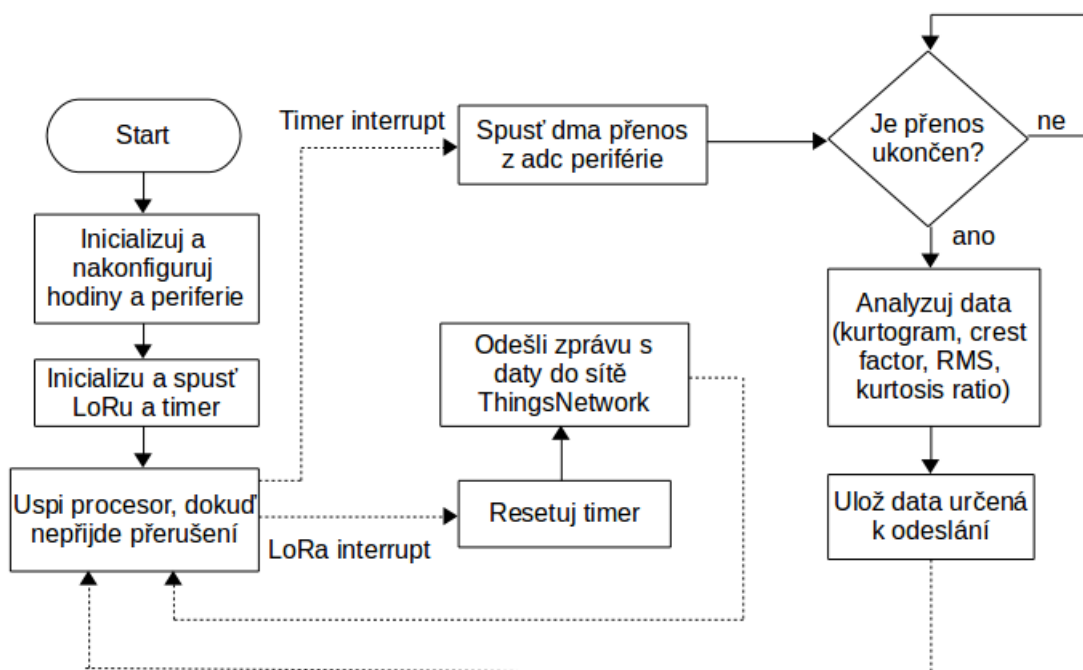 Start
Inicializuj a
nakonfiguruj
hodiny a periferie
Inicializu a spusť
LoRu a timer
Uspi procesor, dokuď
nepřijde přerušení
Timer interrupt
Spusť dma přenos
z adc periférie
Je přenos
ukončen?
ne
ano
Analyzuj data
(kurtogram, crest
factor, RMS,
kurtosis ratio)
Ulož data určená
k odeslání
LoRa interrupt
Resetuj timer
Odešli zprávu s
daty do sítě
ThingsNetwork